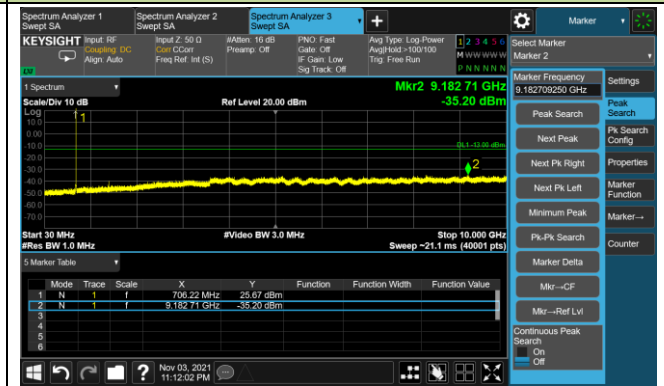 Spectrum Analyzer 1
Swept SA
Spectrum Analyzer 2
Swept SA
Spectrum Analyzer 3
Swept SA
Marker
KEYSIGHT
Input: RF
Coupling: DC
Align: Auto
Input Z: 50 Ω
Corr CCorr
Freq Ref: Int (S)
#Atten: 16 dB
Preamp: Off
PNO: Fast
Gate: Off
IF Gain: Low
Sig Track: Off
Avg Type: Log-Power
Avg|Hold:>100/100
Trig: Free Run
1 2 3 4 5 6
M W W W W W
P N N N N N
Select Marker
Marker 2
LV
1 Spectrum
Mkr2 9.182 71 GHz
-35.20 dBm
Scale/Div 10 dB
Ref Level 20.00 dBm
Log
10.0
0.00
-10.0
-20.0
-30.0
-40.0
-50.0
-60.0
-70.0
1
DL1 -13.00 dBm
2
Start 30 MHz
#Video BW 3.0 MHz
Stop 10.000 GHz
#Res BW 1.0 MHz
Sweep ~21.1 ms (40001 pts)
5 Marker Table
Mode Trace Scale X Y Function Function Width Function Value
1 N 1 f 706.22 MHz 25.67 dBm
2 N 1 f 9.182 71 GHz -35.20 dBm
3
4
5
6
Marker Frequency
9.182709250 GHz
Peak Search
Next Peak
Next Pk Right
Next Pk Left
Minimum Peak
Pk-Pk Search
Marker Delta
Mkr→CF
Mkr→Ref Lvl
Continuous Peak
Search
On
Off
Settings
Peak
Search
Pk Search
Config
Properties
Marker
Function
Marker→
Counter
?
Nov 03, 2021
11:12:02 PM